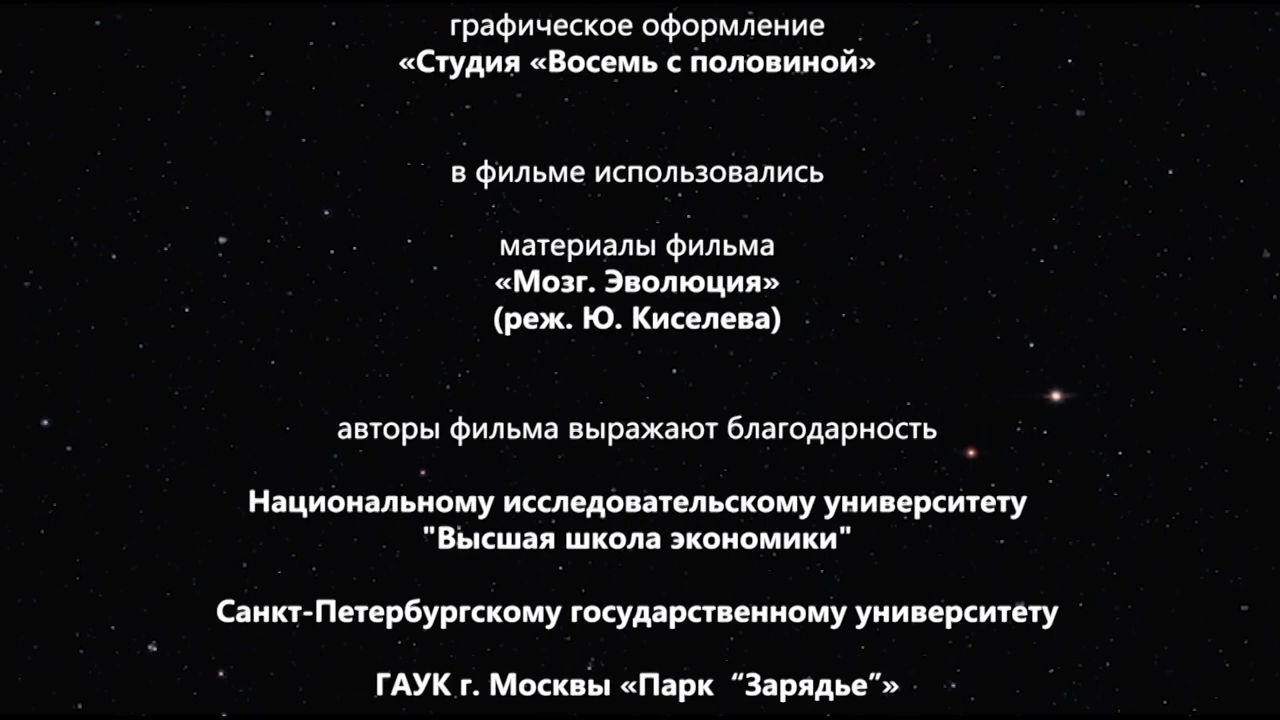 графическое оформление
«Студия «Восемь с половиной»
в фильме использовались
материалы фильма
«Мозг. Эволюция»
(реж. Ю. Киселева)
авторы фильма выражают благодарность
Национальному исследовательскому университету
"Высшая школа экономики"
Санкт-Петербургскому государственному университету
ГАУК г. Москвы «Парк “Зарядье”»